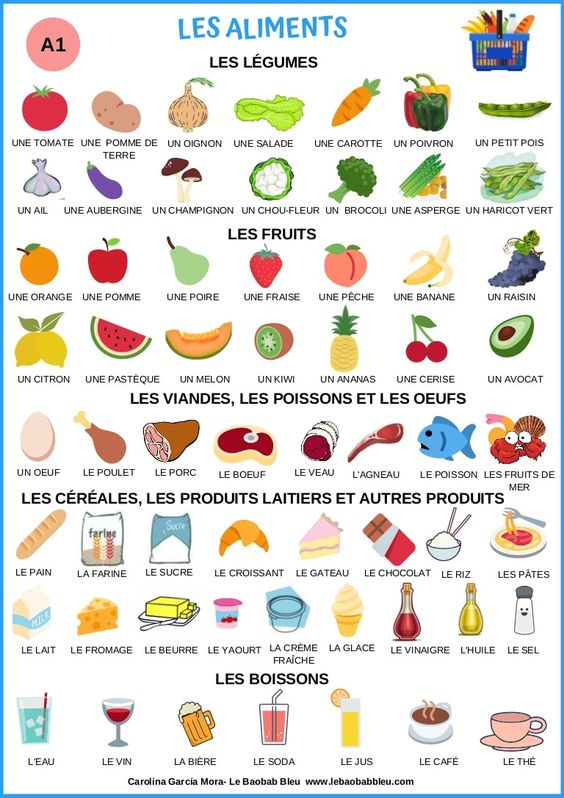 A1
LES ALIMENTS
LES LÉGUMES
UNE TOMATE
UNE POMME DE
TERRE
UN OIGNON
UNE SALADE
UNE CAROTTE
UN POIVRON
UN PETIT POIS
UN AIL
UNE AUBERGINE
UN CHAMPIGNON
UN CHOU-FLEUR
UN BROCOLI
UNE ASPERGE
UN HARICOT VERT
LES FRUITS
UNE ORANGE
UNE POMME
UNE POIRE
UNE FRAISE
UNE PÊCHE
UNE BANANE
UN RAISIN
UN CITRON
UNE PASTÈQUE
UN MELON
UN KIWI
UN ANANAS
UNE CERISE
UN AVOCAT
LES VIANDES, LES POISSONS ET LES OEUFS
UN OEUF
LE POULET
LE PORC
LE BOEUF
LE VEAU
L'AGNEAU
LE POISSON
LES FRUITS DE
MER
LES CÉRÉALES, LES PRODUITS LAITIERS ET AUTRES PRODUITS
farine
Sucre
LE PAIN
LA FARINE
LE SUCRE
LE CROISSANT
LE GATEAU
LE CHOCOLAT
LE RIZ
LES PÂTES
MILK
LE LAIT
LE FROMAGE
LE BEURRE
LE YAOURT
LA CRÈME
FRAÎCHE
LA GLACE
LE VINAIGRE
L'HUILE
LE SEL
LES BOISSONS
L'EAU
LE VIN
LA BIÈRE
LE SODA
LE JUS
LE CAFÉ
LE THÉ
Carolina García Mora- Le Baobab Bleu www.lebaobabbleu.com